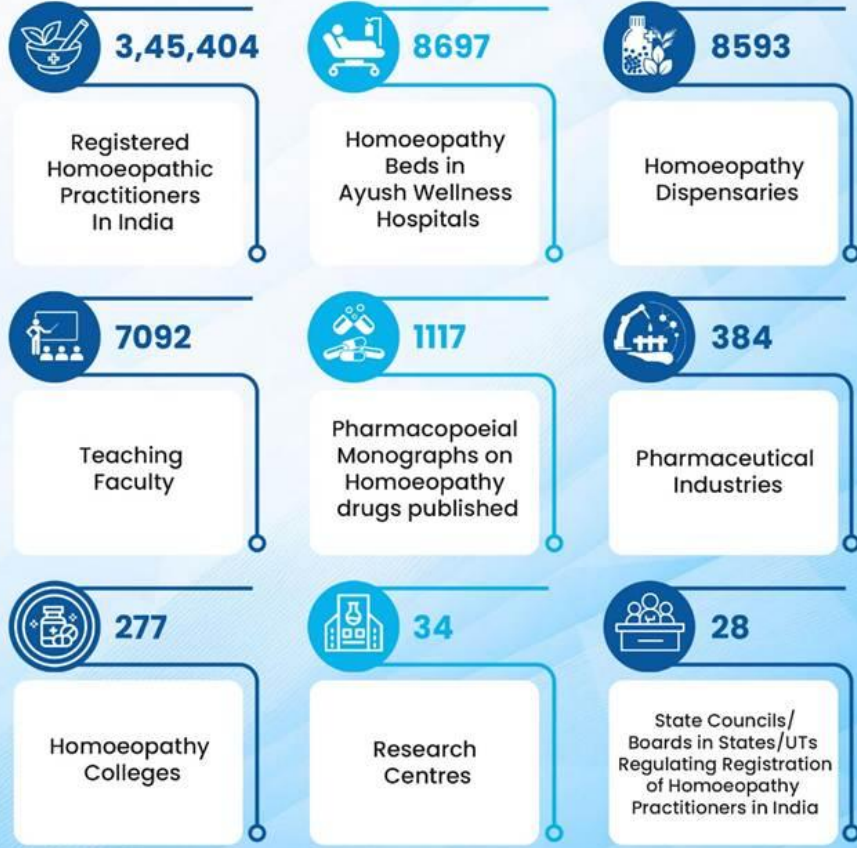 3,45,404
Registered
Homoeopathic
Practitioners
In India
8697
Homoeopathy
Beds in
Ayush Wellness
Hospitals
8593
Homoeopathy
Dispensaries
7092
Teaching
Faculty
1117
Pharmacopoeial
Monographs on
Homoeopathy
drugs published
384
Pharmaceutical
Industries
277
Homoeopathy
Colleges
34
Research
Centres
28
State Councils/
Boards in States/UTs
Regulating Registration
of Homoeopathy
Practitioners in India